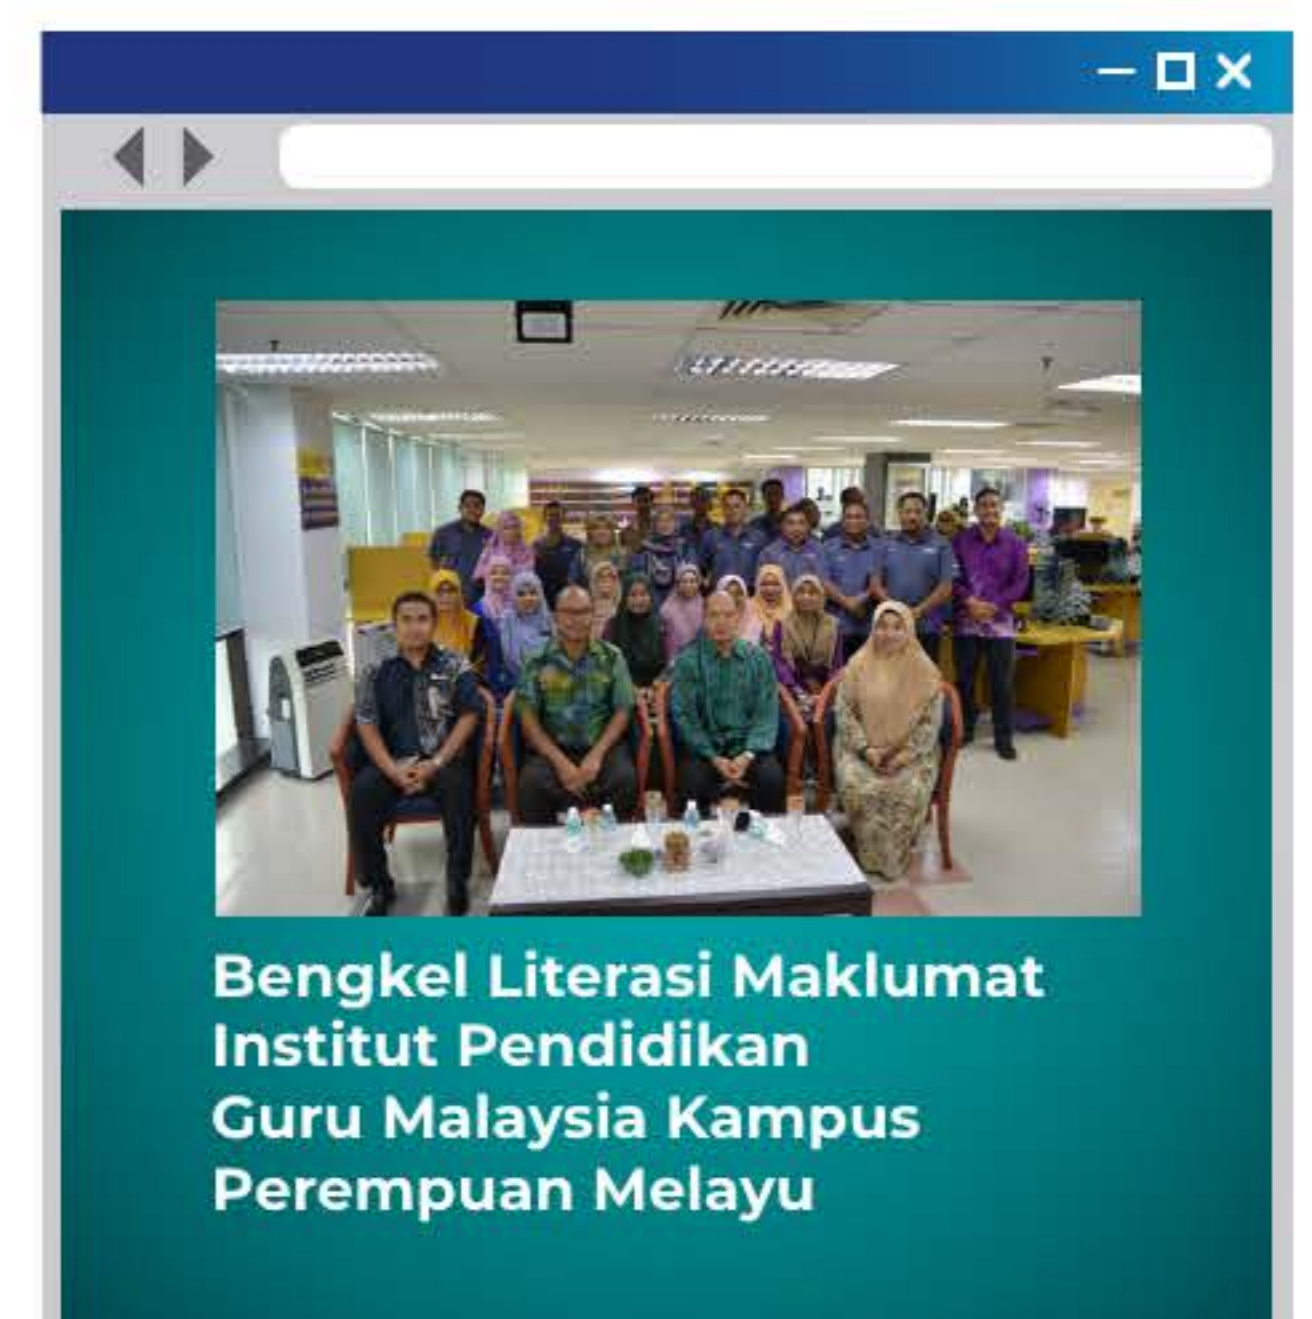 Bengkel Literasi Maklumat
Institut Pendidikan
Guru Malaysia Kampus
Perempuan Melayu